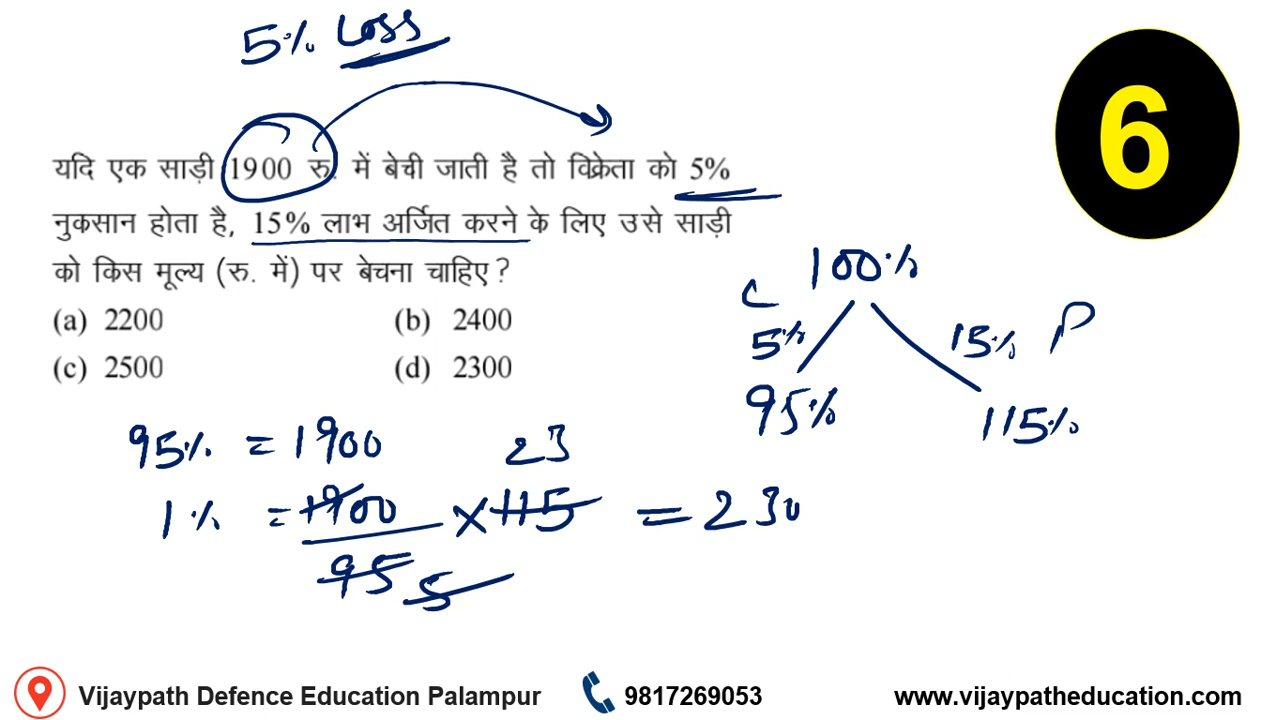 5% Loss
6
यदि एक साड़ी 1900 रु. में बेची जाती है तो विक्रेता को 5%
नुकसान होता है, 15% लाभ अर्जित करने के लिए उसे साड़ी
को किस मूल्य (रु. में) पर बेचना चाहिए?
(a) 2200 (b) 2400
(c) 2500 (d) 2300
100%
5% 15% P
95% 115%
95% = 1900
23
1% = 1900 × 115 = 230
95 5
Vijaypath Defence Education Palampur 9817269053 www.vijaypatheducation.com